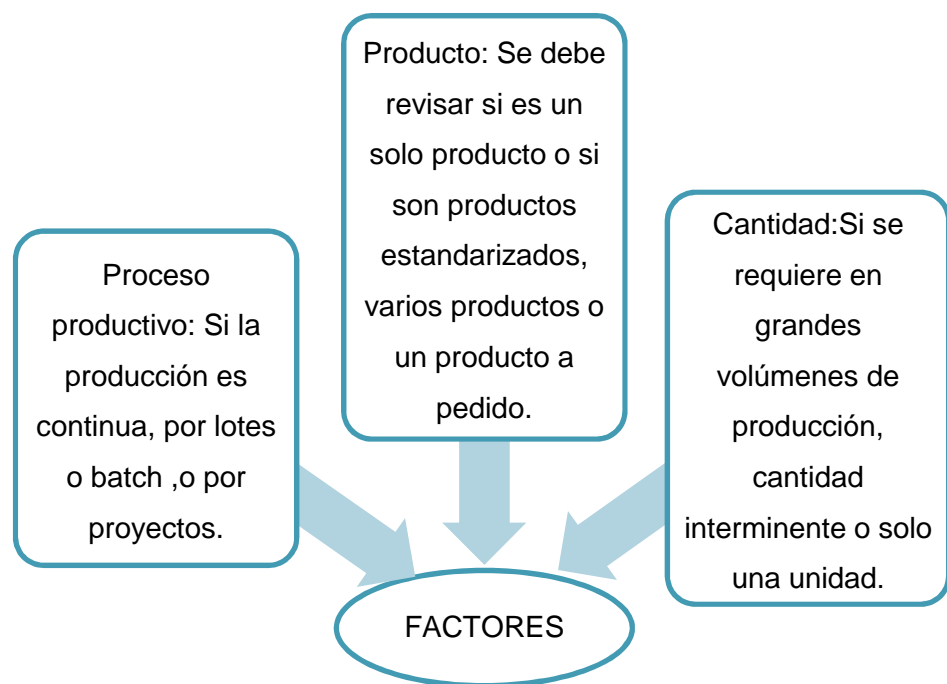 Proceso
productivo: Si la
producción es
continua, por lotes
o batch ,o por
proyectos.
Producto: Se debe
revisar si es un
solo producto o si
son productos
estandarizados,
varios productos o
un producto a
pedido.
Cantidad:Si se
requiere en
grandes
volúmenes de
producción,
cantidad
interminente o solo
una unidad.
FACTORES